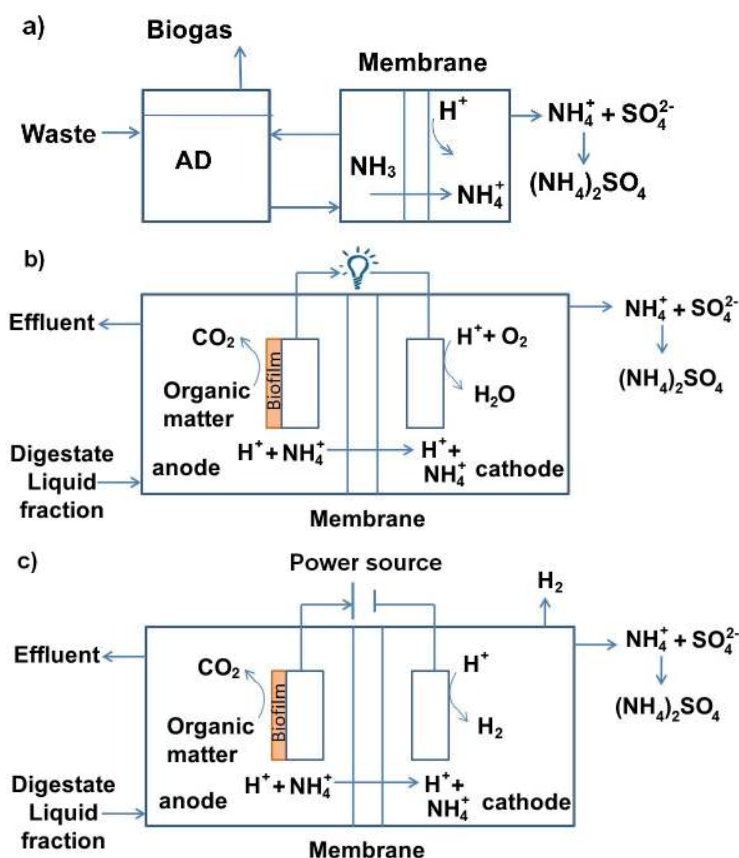 a)
Biogas
Membrane
Waste
AD
H⁺
NH₃
NH₄⁺
NH₄⁺ + SO₄²⁻
(NH₄)₂SO₄
b)
Effluent
CO₂
Organic
matter
Biofilm
H⁺ + O₂
H₂O
NH₄⁺ + SO₄²⁻
(NH₄)₂SO₄
Digestate
Liquid
fraction
anode
H⁺ + NH₄⁺
H⁺ +
NH₄⁺
cathode
Membrane
c)
Power source
H₂
Effluent
CO₂
Organic
matter
Biofilm
H⁺
H₂
NH₄⁺ + SO₄²⁻
(NH₄)₂SO₄
Digestate
Liquid
fraction
anode
H⁺ + NH₄⁺
H⁺ +
NH₄⁺
cathode
Membrane